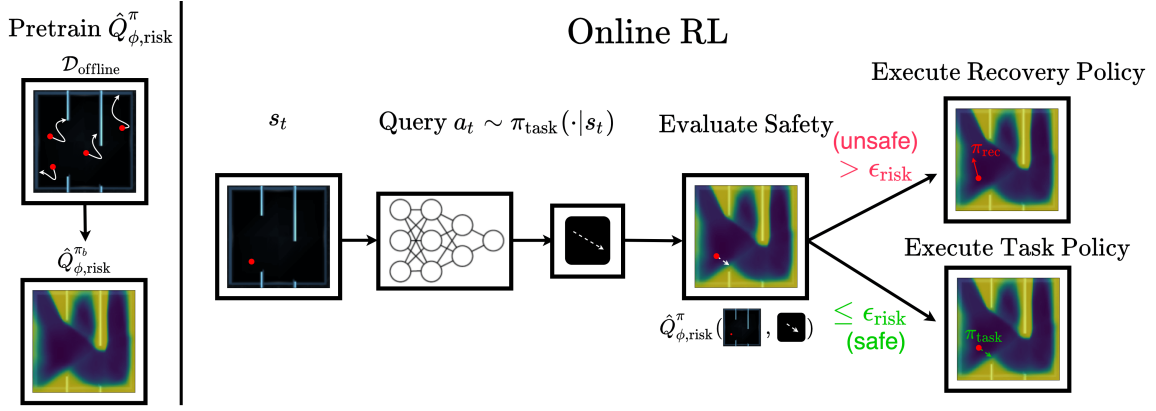 Pretrain $\hat{Q}^{\pi}_{\phi,\text{risk}}$
$\mathcal{D}_{\text{offline}}$
$\hat{Q}^{\pi_b}_{\phi,\text{risk}}$
Online RL
$s_t$
Query $a_t \sim \pi_{\text{task}}(\cdot|s_t)$
Evaluate Safety
$\hat{Q}^{\pi}_{\phi,\text{risk}}($ , $)$
(unsafe)
$> \epsilon_{\text{risk}}$
$\leq \epsilon_{\text{risk}}$
(safe)
Execute Recovery Policy
$\pi_{\text{rec}}$
Execute Task Policy
$\pi_{\text{task}}$